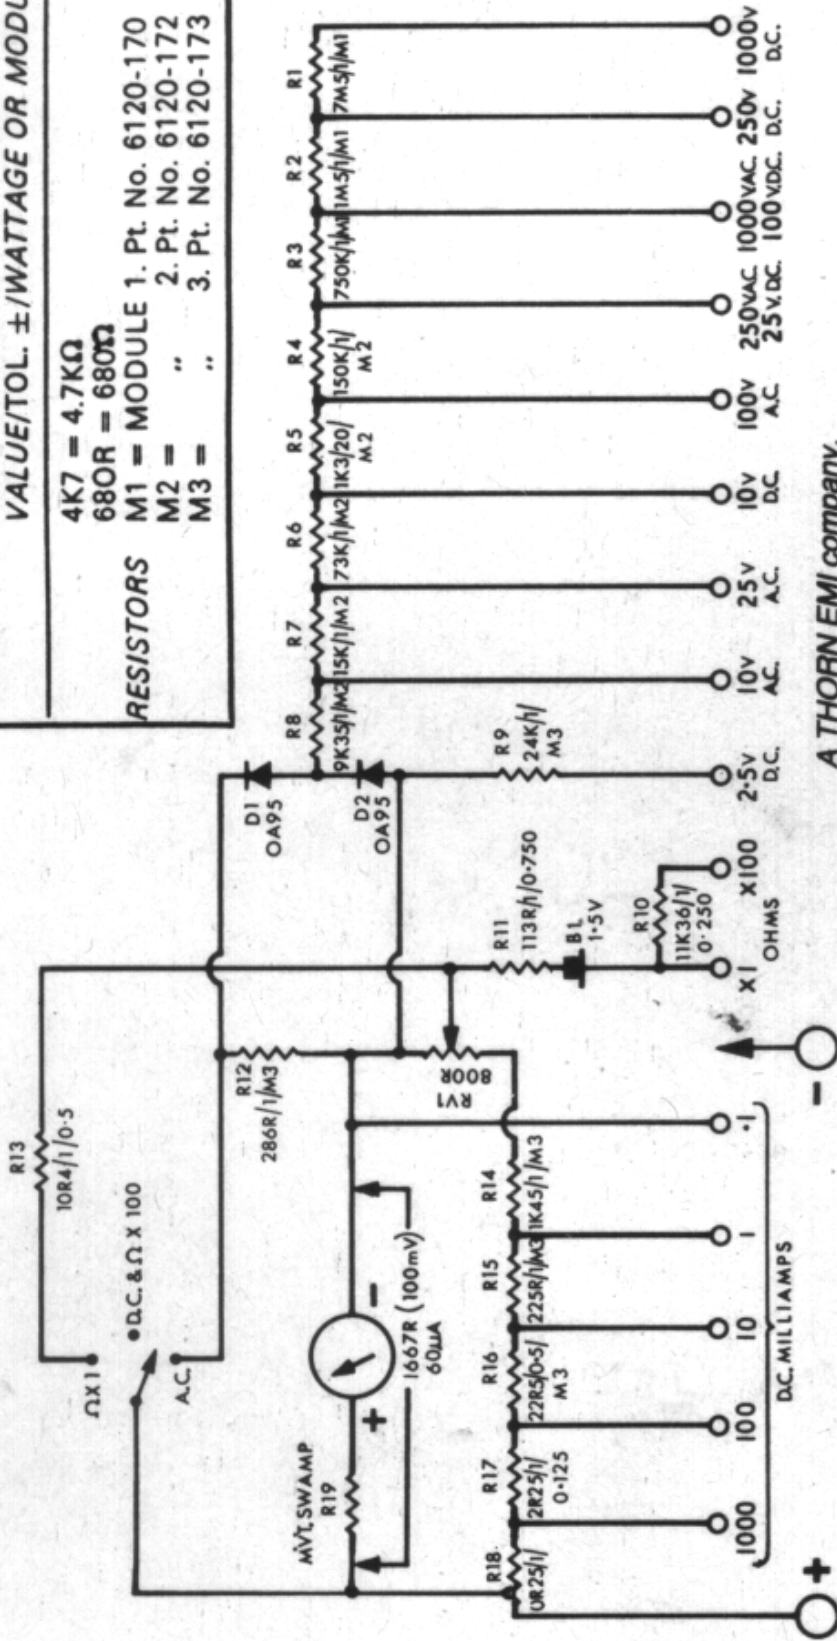 VALUE/TOL. ±/WATTAGE OR MODU
4K7 = 4.7KΩ
680R = 680Ω
RESISTORS M1 = MODULE 1. Pt. No. 6120-170
M2 = " 2. Pt. No. 6120-172
M3 = " 3. Pt. No. 6120-173
R13
10R4/1/0·5
ΩX1
D.C. & Ω X 100
A.C.
R12
286R/1/M3
D1
OA95
D2
OA95
R8
9K35/1/M2
R7
15K/1/M2
R6
73K/1/M2
R5
1K3/20/
M2
R4
150K/1/
M2
R3
750K/1/M1
R2
1M5/1/M1
R1
7M5/1/M1
MVT. SWAMP
R19
+
−
1667R (100mV)
60µA
RV1
800R
R11
113R/1/0·750
B1
1·5V
R10
11K36/1/
0·250
R9
24K/1/
M3
R18
0R25/1/
R17
2R25/1/
0·125
R16
22R5/0·5/
M3
R15
225R/1/M3
R14
1K45/1/M3
1000
100
10
1
·1
D.C. MILLIAMPS
+
−
X1
X100
OHMS
2·5V
D.C.
10V
A.C.
25V
A.C.
10V
D.C.
100V
A.C.
250VAC.
25V.DC.
1000VAC.
100V.DC.
250V
D.C.
1000V
D.C.
A THORN EMI company.